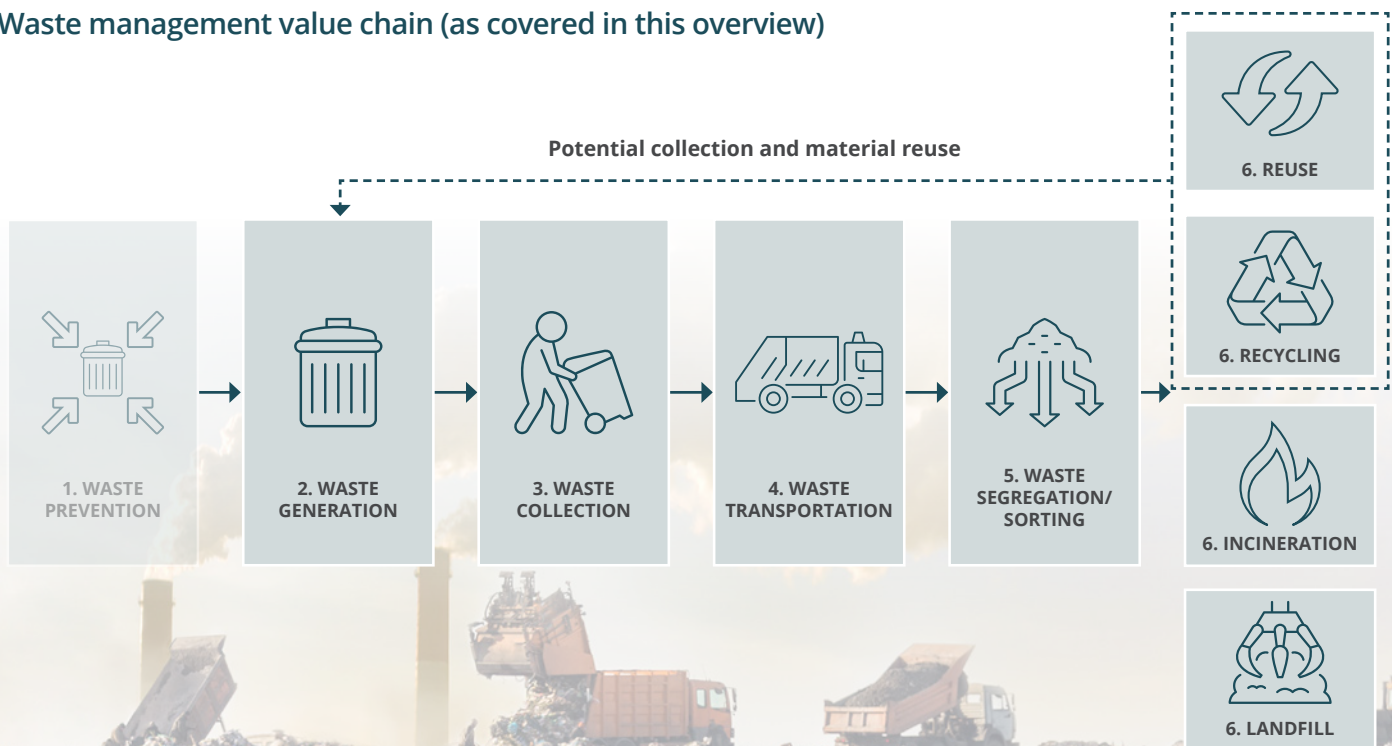 Waste management value chain (as covered in this overview)
Potential collection and material reuse
1. WASTE
PREVENTION
2. WASTE
GENERATION
3. WASTE
COLLECTION
4. WASTE
TRANSPORTATION
5. WASTE
SEGREGATION/
SORTING
6. REUSE
6. RECYCLING
6. INCINERATION
6. LANDFILL